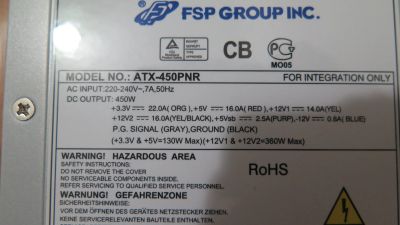 FSP GROUP INC.
CB
MO05
MODEL NO.: ATX-450PNR FOR INTEGRATION ONLY
AC INPUT:220-240V~,7A,50Hz
DC OUTPUT: 450W
+3.3V ⎓ 22.0A( ORG ), +5V ⎓ 16.0A( RED ), +12V1 ⎓ 14.0A(YEL)
+12V2 ⎓ 16.0A(YEL/BLACK), +5Vsb ⎓ 2.5A(PURP),-12V ⎓ 0.8A( BLUE)
P.G. SIGNAL (GRAY),GROUND (BLACK)
(+3.3V & +5V=130W Max)(+12V1 & +12V2=360W Max)
WARNING! HAZARDOUS AREA
SAFETY INSTRUCTIONS:
DO NOT REMOVE THE COVER
NO SERVICEABLE COMPONENTS INSIDE.
REFER SERVICING TO QUALIFIED SERVICE PERSONNEL.
RoHS
WARNUNG! GEFAHRENZONE
SICHERHEITSHINWEISE:
VOR DEM ÖFFNEN DES GERÄTES NETZSTECKER ZIEHEN.
KEINE SERVICERELEVANTEN BAUTEILE ENTHALTEN.